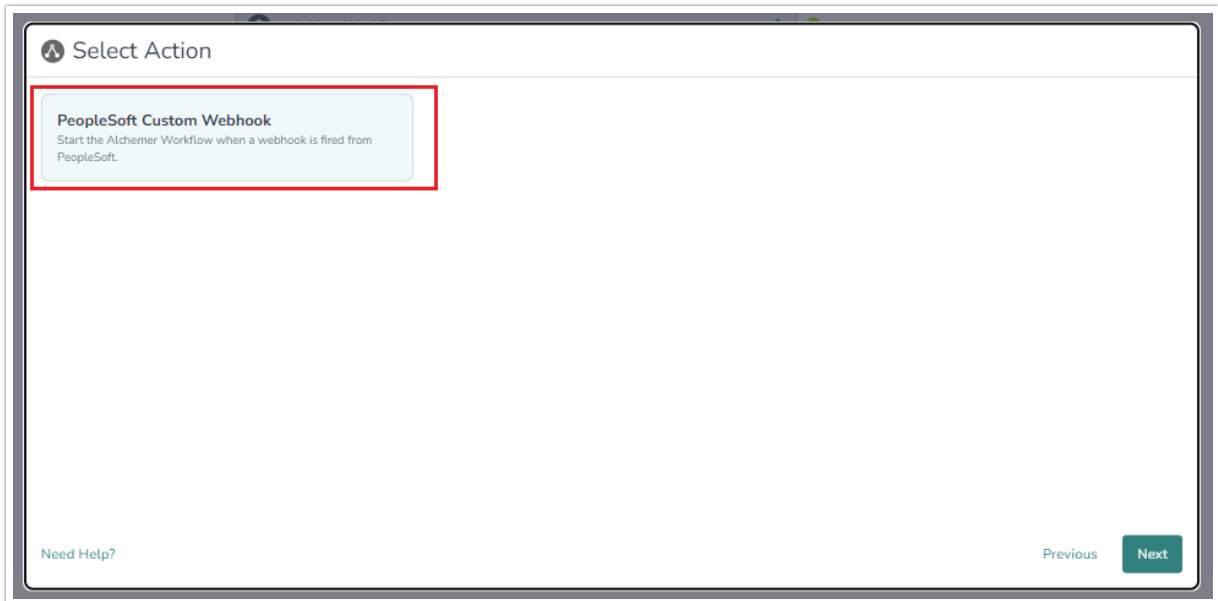 Select Action
PeopleSoft Custom Webhook
Start the Alchemer Workflow when a webhook is fired from
PeopleSoft.
Need Help?
Previous
Next